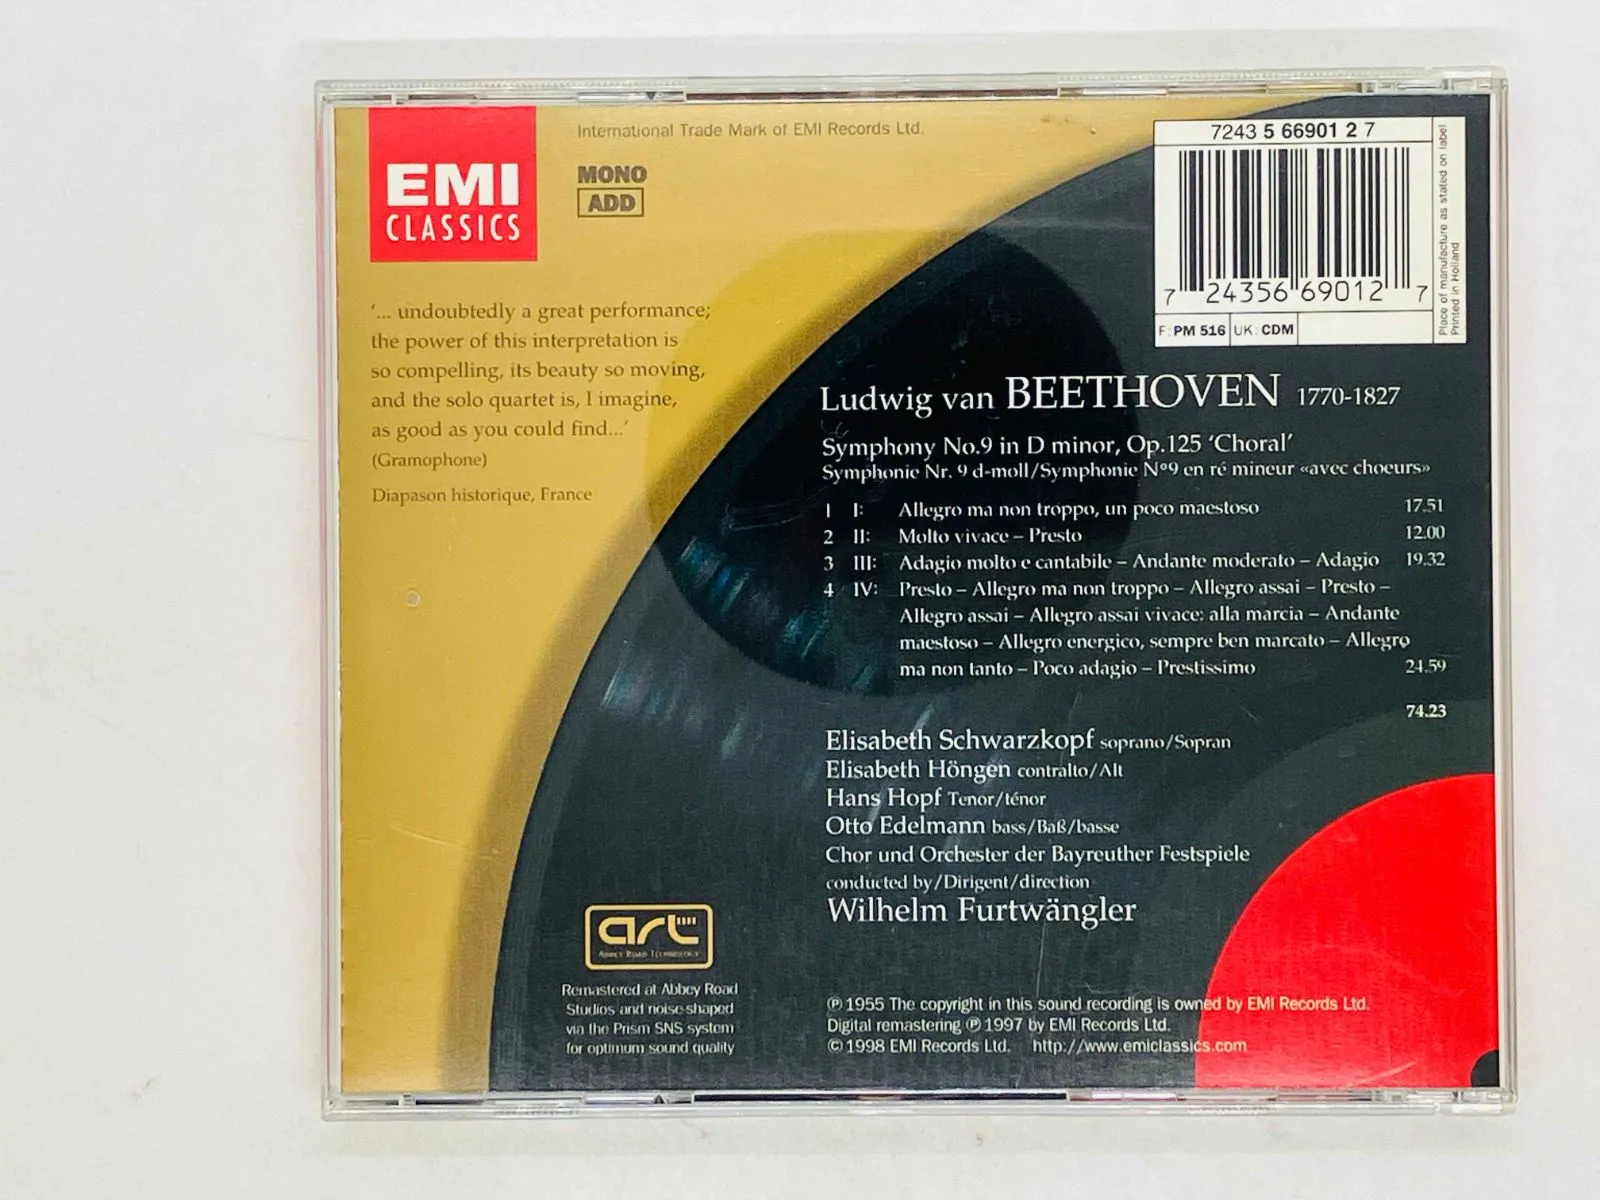 EMI
CLASSICS
International Trade Mark of EMI Records Ltd.
MONO
ADD
'... undoubtedly a great performance;
the power of this interpretation is
so compelling, its beauty so moving,
and the solo quartet is, I imagine,
as good as you could find...'
(Gramophone)
Diapason historique, France
7243 5 66901 2 7
7 24356 69012 7
F: PM 516 UK: CDM
Place of manufacture as stated on label
Printed in Holland
Ludwig van BEETHOVEN 1770-1827
Symphony No.9 in D minor, Op.125 'Choral'
Symphonie Nr. 9 d-moll/Symphonie N°9 en ré mineur «avec choeurs»
1 I: Allegro ma non troppo, un poco maestoso 17.51
2 II: Molto vivace – Presto 12.00
3 III: Adagio molto e cantabile – Andante moderato – Adagio 19.32
4 IV: Presto – Allegro ma non troppo – Allegro assai – Presto –
Allegro assai – Allegro assai vivace: alla marcia – Andante
maestoso – Allegro energico, sempre ben marcato – Allegro
ma non tanto – Poco adagio – Prestissimo 24.59
74.23
Elisabeth Schwarzkopf soprano/Sopran
Elisabeth Höngen contralto/Alt
Hans Hopf Tenor/ténor
Otto Edelmann bass/Baß/basse
Chor und Orchester der Bayreuther Festspiele
conducted by/Dirigent/direction
Wilhelm Furtwängler
art
ABBEY ROAD TECHNOLOGY
Remastered at Abbey Road
Studios and noise-shaped
via the Prism SNS system
for optimum sound quality
℗ 1955 The copyright in this sound recording is owned by EMI Records Ltd.
Digital remastering ℗ 1997 by EMI Records Ltd.
© 1998 EMI Records Ltd. http://www.emiclassics.com